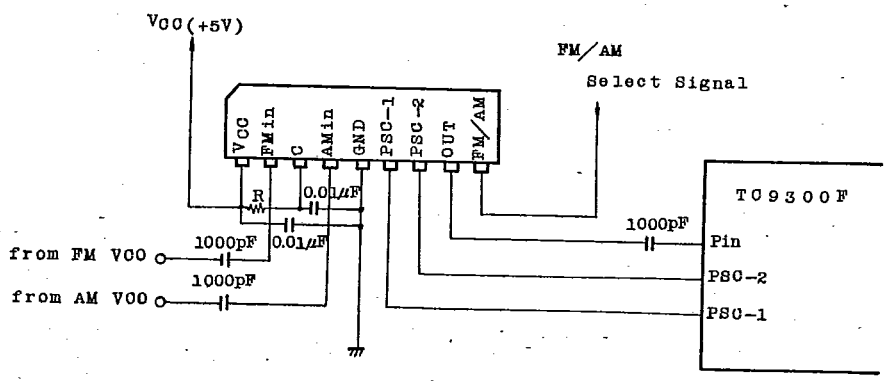 VCC(+5V)
FM/AM
Select Signal
VCC
FMin
C
AMin
GND
PSC-1
PSC-2
OUT
FM/AM
R
0.01μF
0.01μF
TC9300F
1000pF
Pin
1000pF
from FM VCO
PSC-2
1000pF
from AM VCO
PSC-1